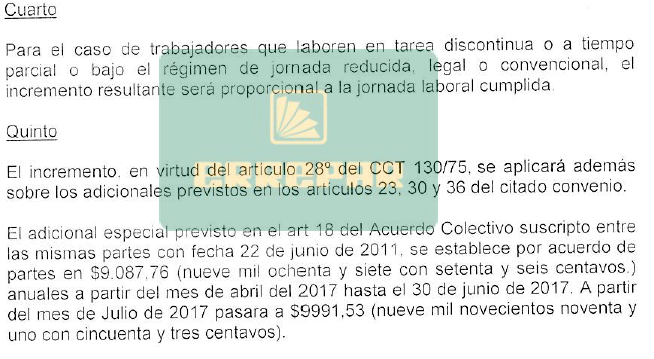 Cuarto
Para el caso de trabajadores que laboren en tarea discontinua o a tiempo
parcial o bajo el régimen de jornada reducida, legal o convencional, el
incremento resultante será proporcional a la jornada laboral cumplida.
Quinto
ERREPAR
El incremento, en virtud del artículo 28º del CCT 130/75, se aplicará además
sobre los adicionales previstos en los artículos 23, 30 y 36 del citado convenio.
El adicional especial previsto en el art 18 del Acuerdo Colectivo suscripto entre
las mismas partes con fecha 22 de junio de 2011, se establece por acuerdo de
partes en $9.087,76 (nueve mil ochenta y siete con setenta y seis centavos,)
anuales a partir del mes de abril del 2017 hasta el 30 de junio de 2017. A partir
del mes de Julio de 2017 pasara a $9991,53 (nueve mil novecientos noventa y
uno con cincuenta y tres centavos).